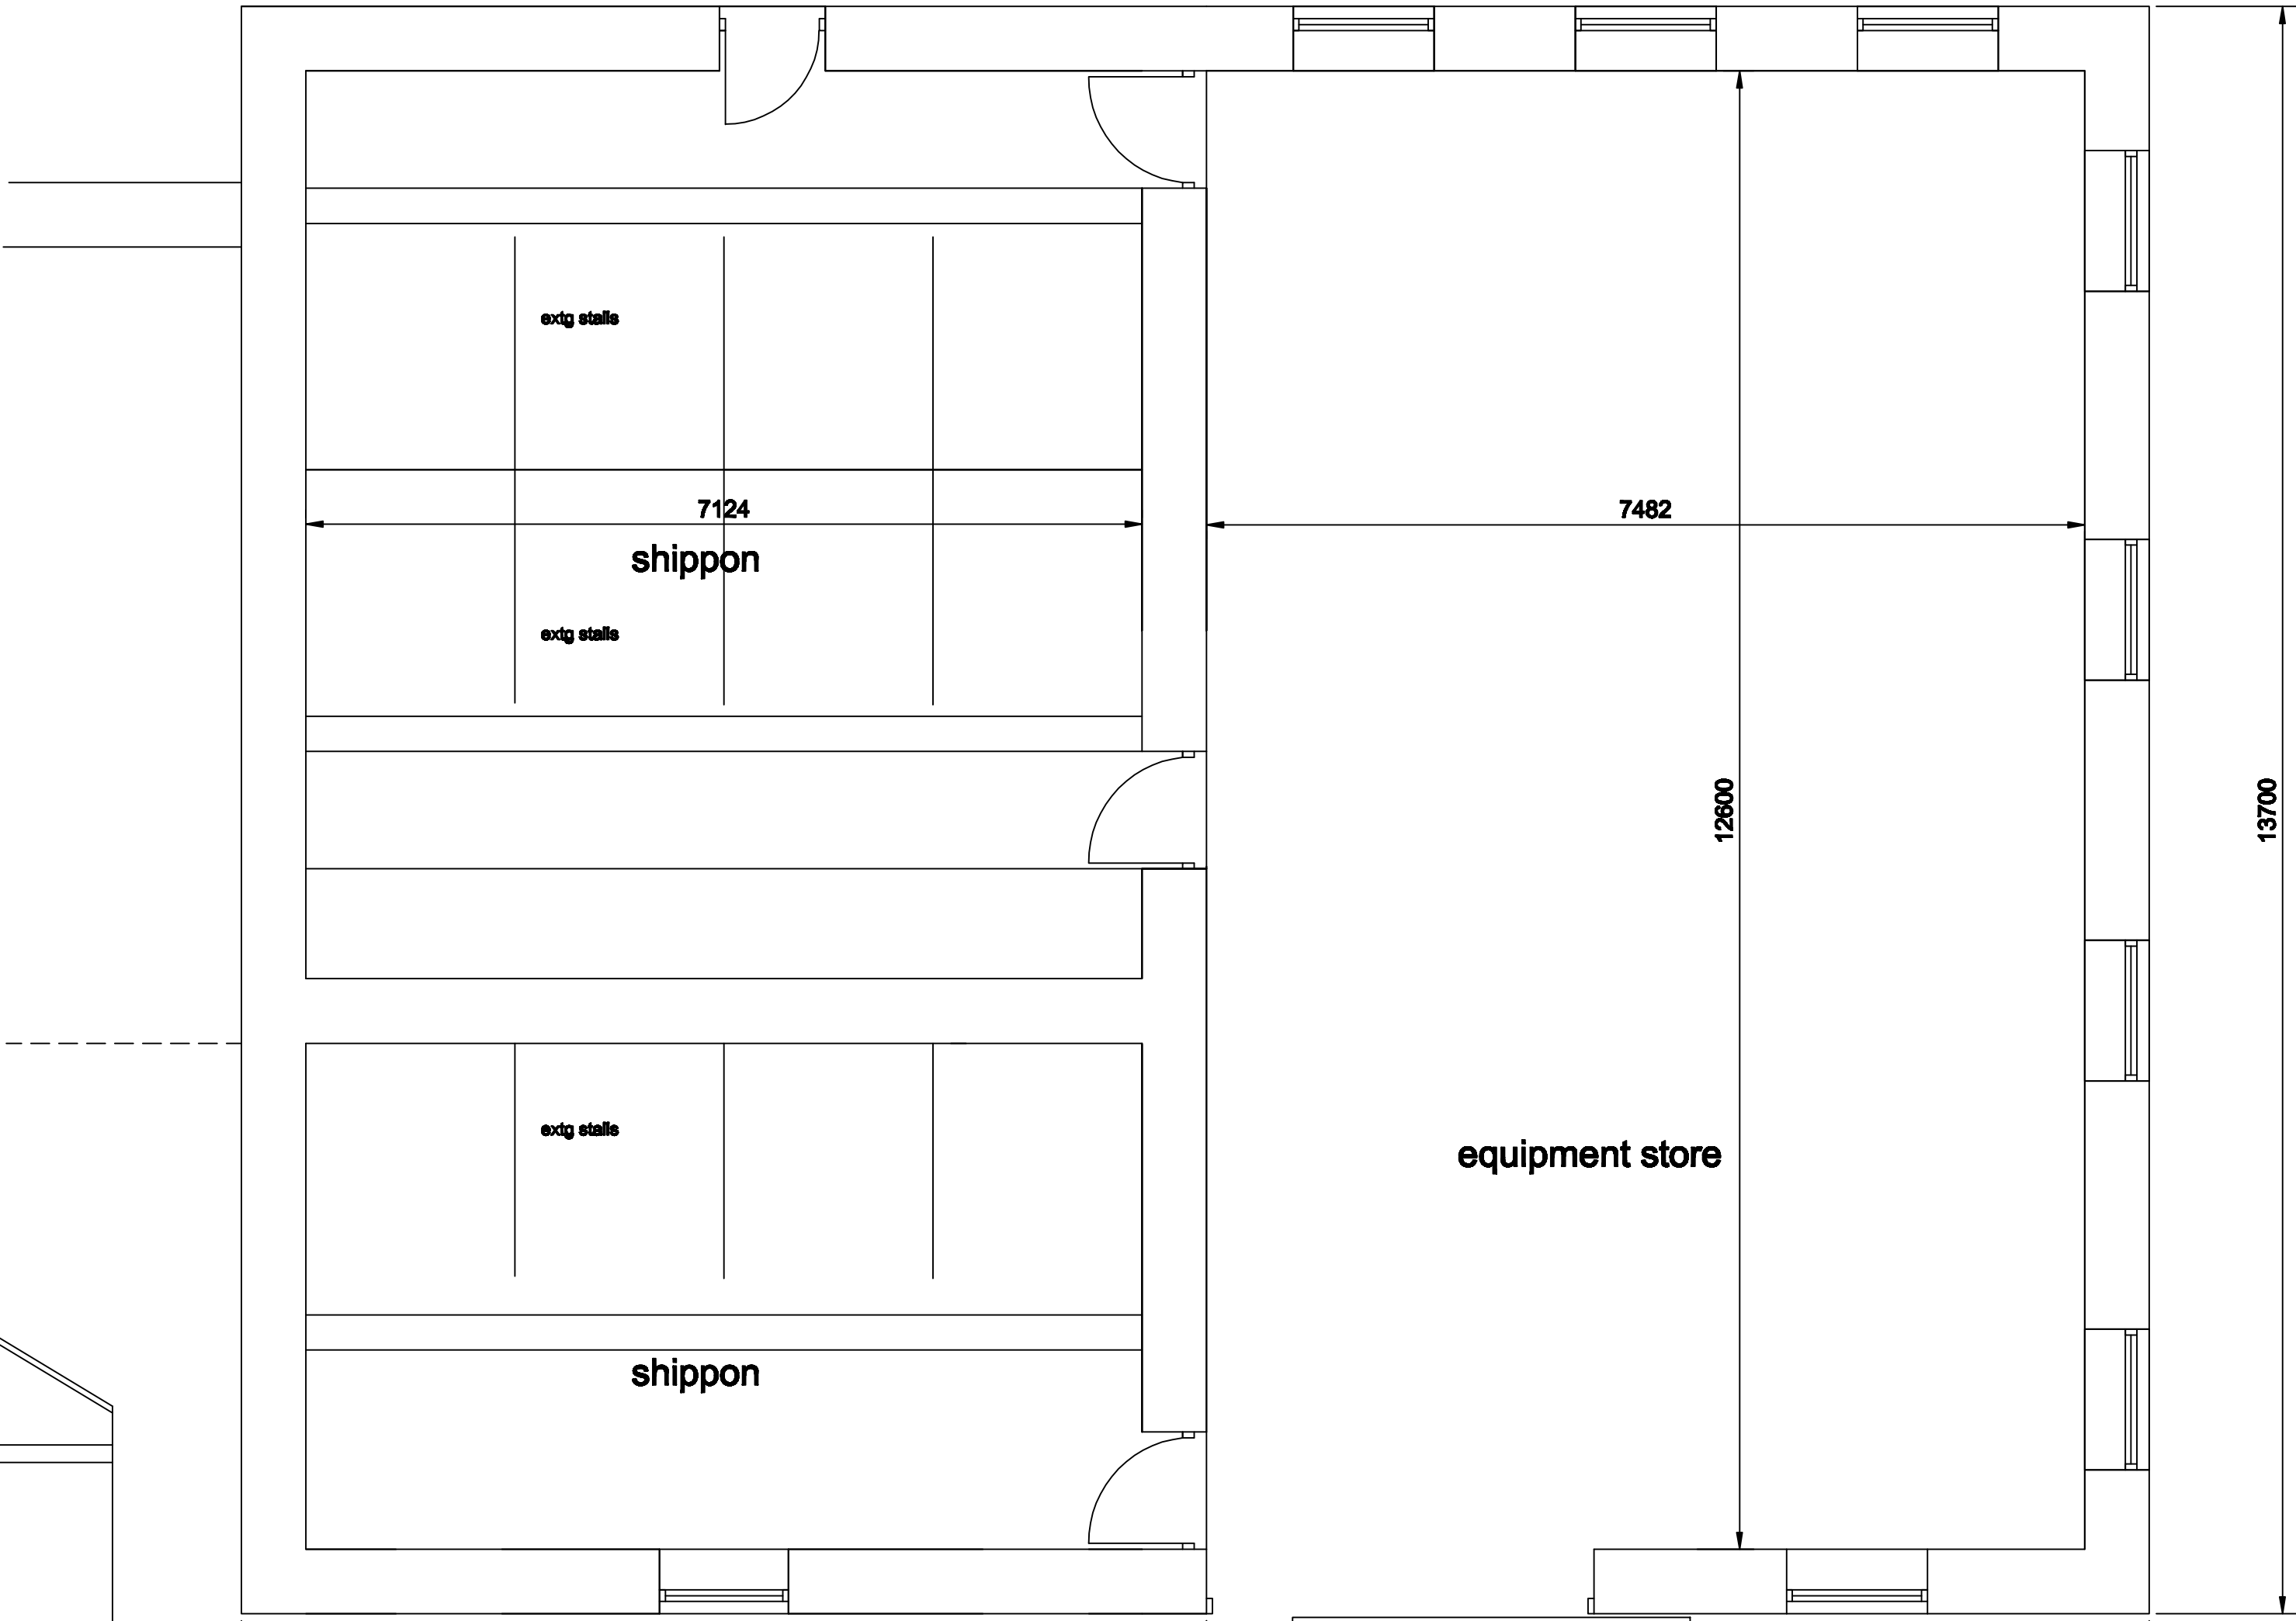 extg stalls
7124
7482
shippon
extg stalls
12600
13700
extg stalls
equipment store
shippon